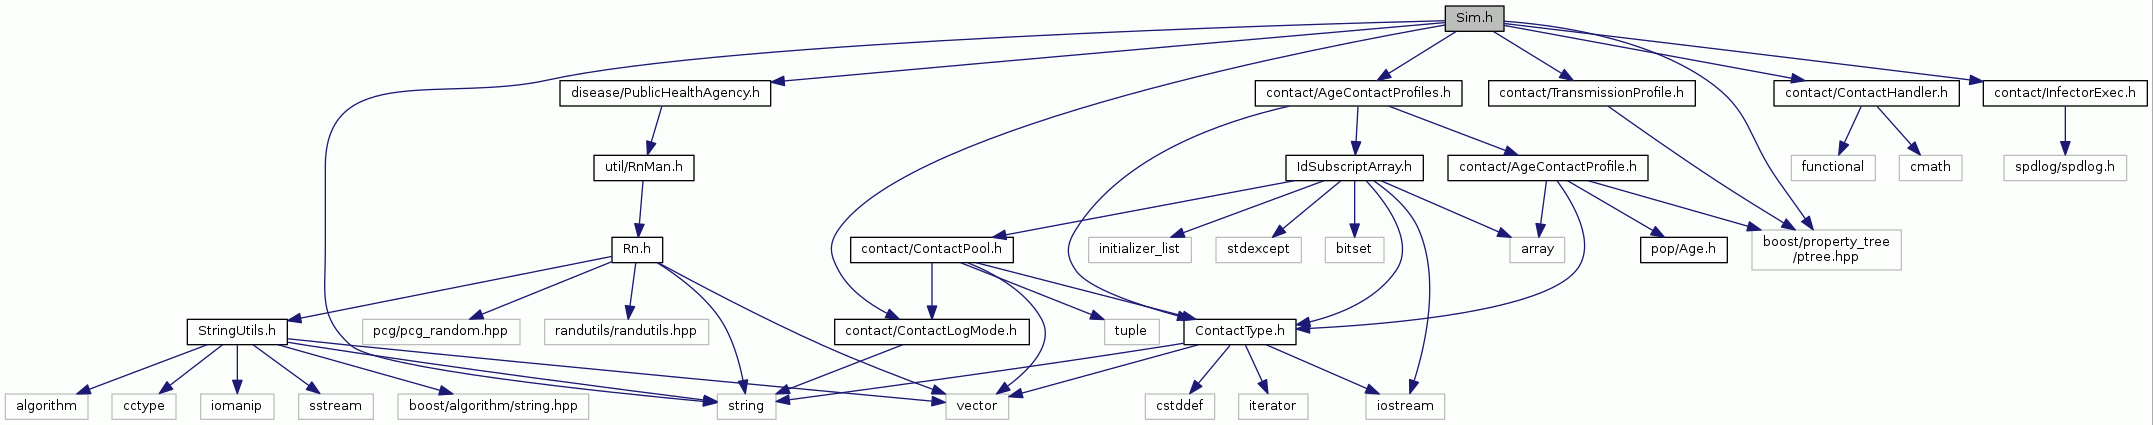 Sim.h
disease/PublicHealthAgency.h
contact/AgeContactProfiles.h
contact/TransmissionProfile.h
contact/ContactHandler.h
contact/InfectorExec.h
util/RnMan.h
IdSubscriptArray.h
contact/AgeContactProfile.h
functional
cmath
spdlog/spdlog.h
Rn.h
contact/ContactPool.h
initializer_list
stdexcept
bitset
array
pop/Age.h
boost/property_tree
/ptree.hpp
StringUtils.h
pcg/pcg_random.hpp
randutils/randutils.hpp
contact/ContactLogMode.h
tuple
ContactType.h
algorithm
cctype
iomanip
sstream
boost/algorithm/string.hpp
string
vector
cstddef
iterator
iostream